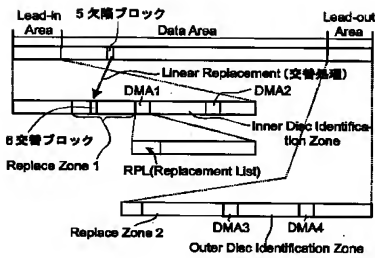 Lead-in
Area
5 欠陥ブロック
Data Area
Lead-out
Area
Linear Replacement (交替処理)
DMA1
DMA2
6交替ブロック
Replace Zone 1
Inner Disc Identifica-
tion Zone
RPL(Replacement List)
Replace Zone 2
DMA3
DMA4
Outer Disc Identification Zone